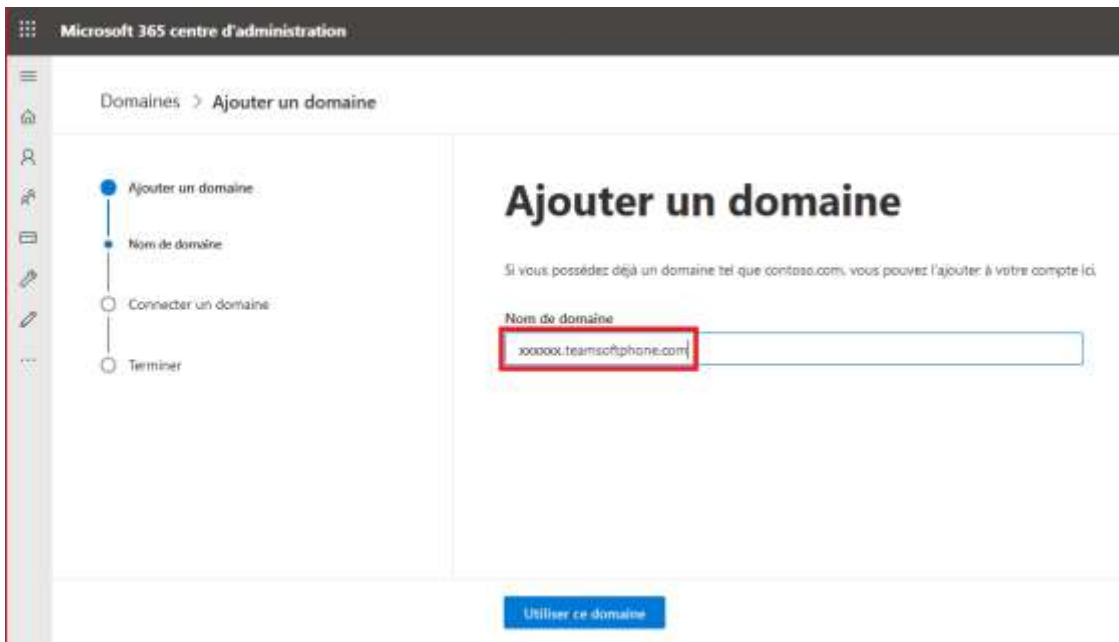 Microsoft 365 centre d'administration
Domaines > Ajouter un domaine
Ajouter un domaine
Nom de domaine
Connecter un domaine
Terminer
Ajouter un domaine
Si vous possédez déjà un domaine tel que contoso.com, vous pouvez l'ajouter à votre compte ici.
Nom de domaine
xxxxxx.teamsoftphone.com
Utiliser ce domaine